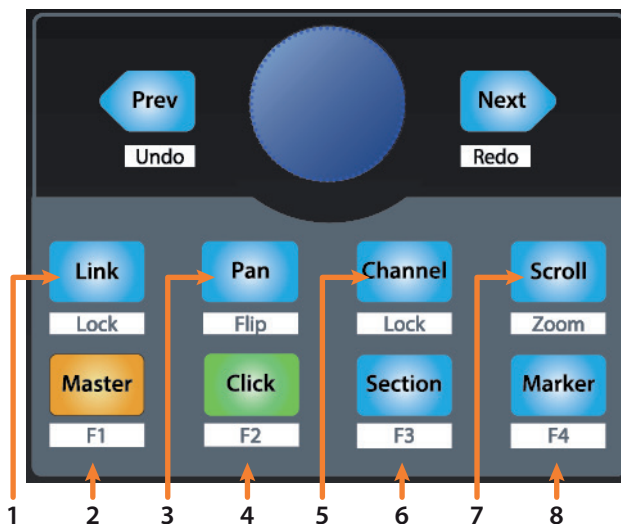 Prev Next
Undo Redo
Link Pan Channel Scroll
Lock Flip Lock Zoom
Master Click Section Marker
F1 F2 F3 F4
1 2 3 4 5 6 7 8